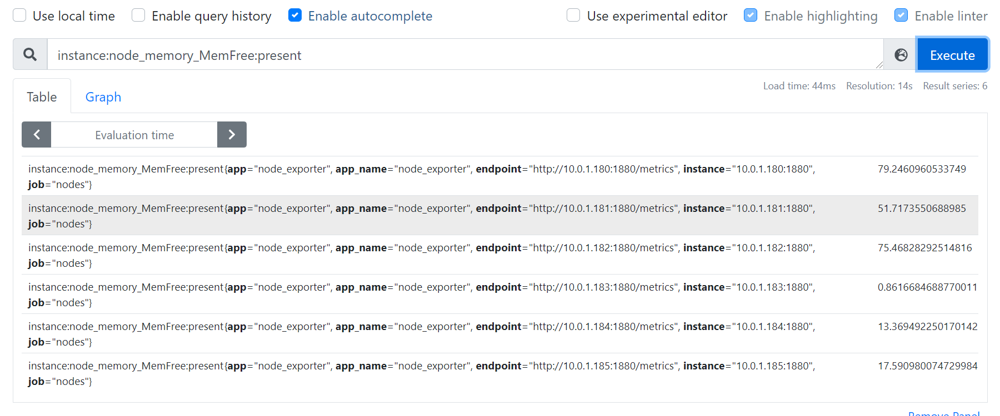 Use local time Enable query history Enable autocomplete Use experimental editor Enable highlighting Enable linter
instance:node_memory_MemFree:present Execute
Load time: 44ms Resolution: 14s Result series: 6
Table Graph
Evaluation time
instance:node_memory_MemFree:present{app="node_exporter", app_name="node_exporter", endpoint="http://10.0.1.180:1880/metrics", instance="10.0.1.180:1880", 79.2460960533749
job="nodes"}
instance:node_memory_MemFree:present{app="node_exporter", app_name="node_exporter", endpoint="http://10.0.1.181:1880/metrics", instance="10.0.1.181:1880", 51.7173550688985
job="nodes"}
instance:node_memory_MemFree:present{app="node_exporter", app_name="node_exporter", endpoint="http://10.0.1.182:1880/metrics", instance="10.0.1.182:1880", 75.46828292514816
job="nodes"}
instance:node_memory_MemFree:present{app="node_exporter", app_name="node_exporter", endpoint="http://10.0.1.183:1880/metrics", instance="10.0.1.183:1880", 0.8616684688770011
job="nodes"}
instance:node_memory_MemFree:present{app="node_exporter", app_name="node_exporter", endpoint="http://10.0.1.184:1880/metrics", instance="10.0.1.184:1880", 13.369492250170142
job="nodes"}
instance:node_memory_MemFree:present{app="node_exporter", app_name="node_exporter", endpoint="http://10.0.1.185:1880/metrics", instance="10.0.1.185:1880", 17.590980074729984
job="nodes"}
Remove Panel